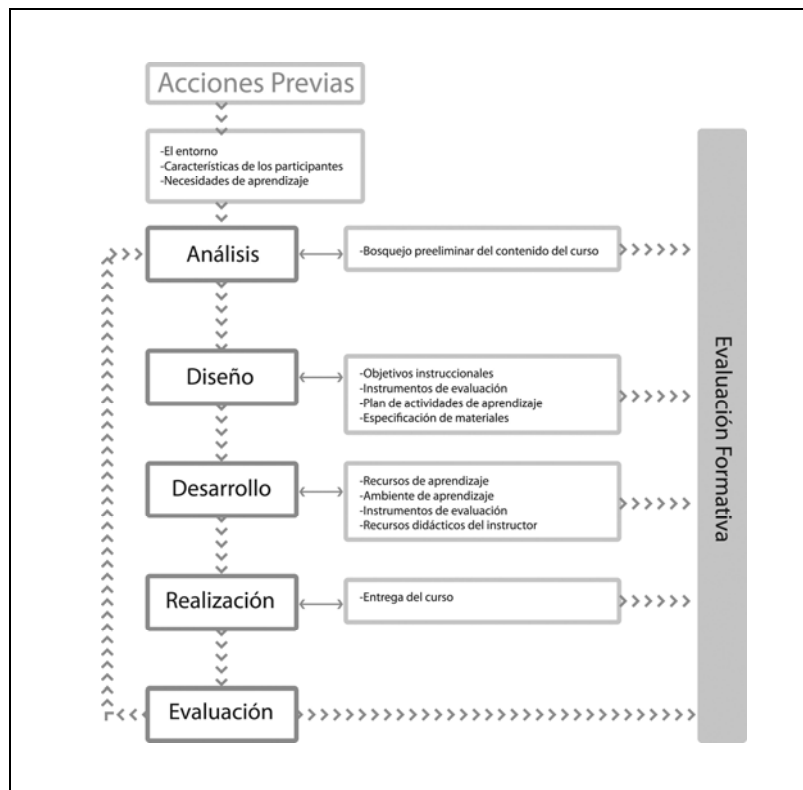 Acciones Previas
-El entorno
-Características de los participantes
-Necesidades de aprendizaje
Análisis
-Bosquejo preeliminar del contenido del curso
Diseño
-Objetivos instruccionales
-Instrumentos de evaluación
-Plan de actividades de aprendizaje
-Especificación de materiales
Desarrollo
-Recursos de aprendizaje
-Ambiente de aprendizaje
-Instrumentos de evaluación
-Recursos didácticos del instructor
Realización
-Entrega del curso
Evaluación
Evaluación Formativa